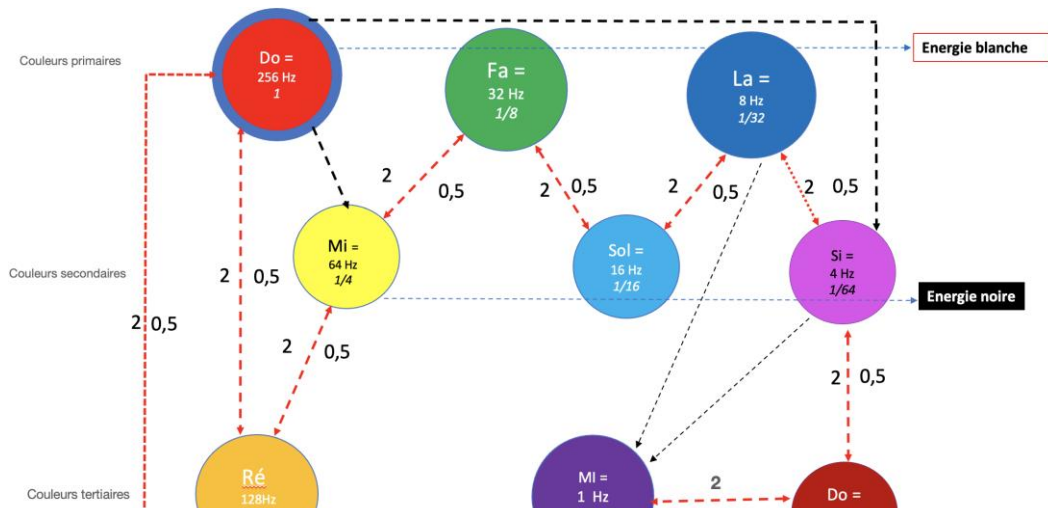 Couleurs primaires
Do =
256 Hz
1
Fa =
32 Hz
1/8
La =
8 Hz
1/32
Energie blanche
2
0,5
2
0,5
2
0,5
2
0,5
Couleurs secondaires
Mi =
64 Hz
1/4
Sol =
16 Hz
1/16
Si =
4 Hz
1/64
Energie noire
2
0,5
2
0,5
2
0,5
2
0,5
Couleurs tertiaires
Ré
128Hz
MI =
1 Hz
2
Do =